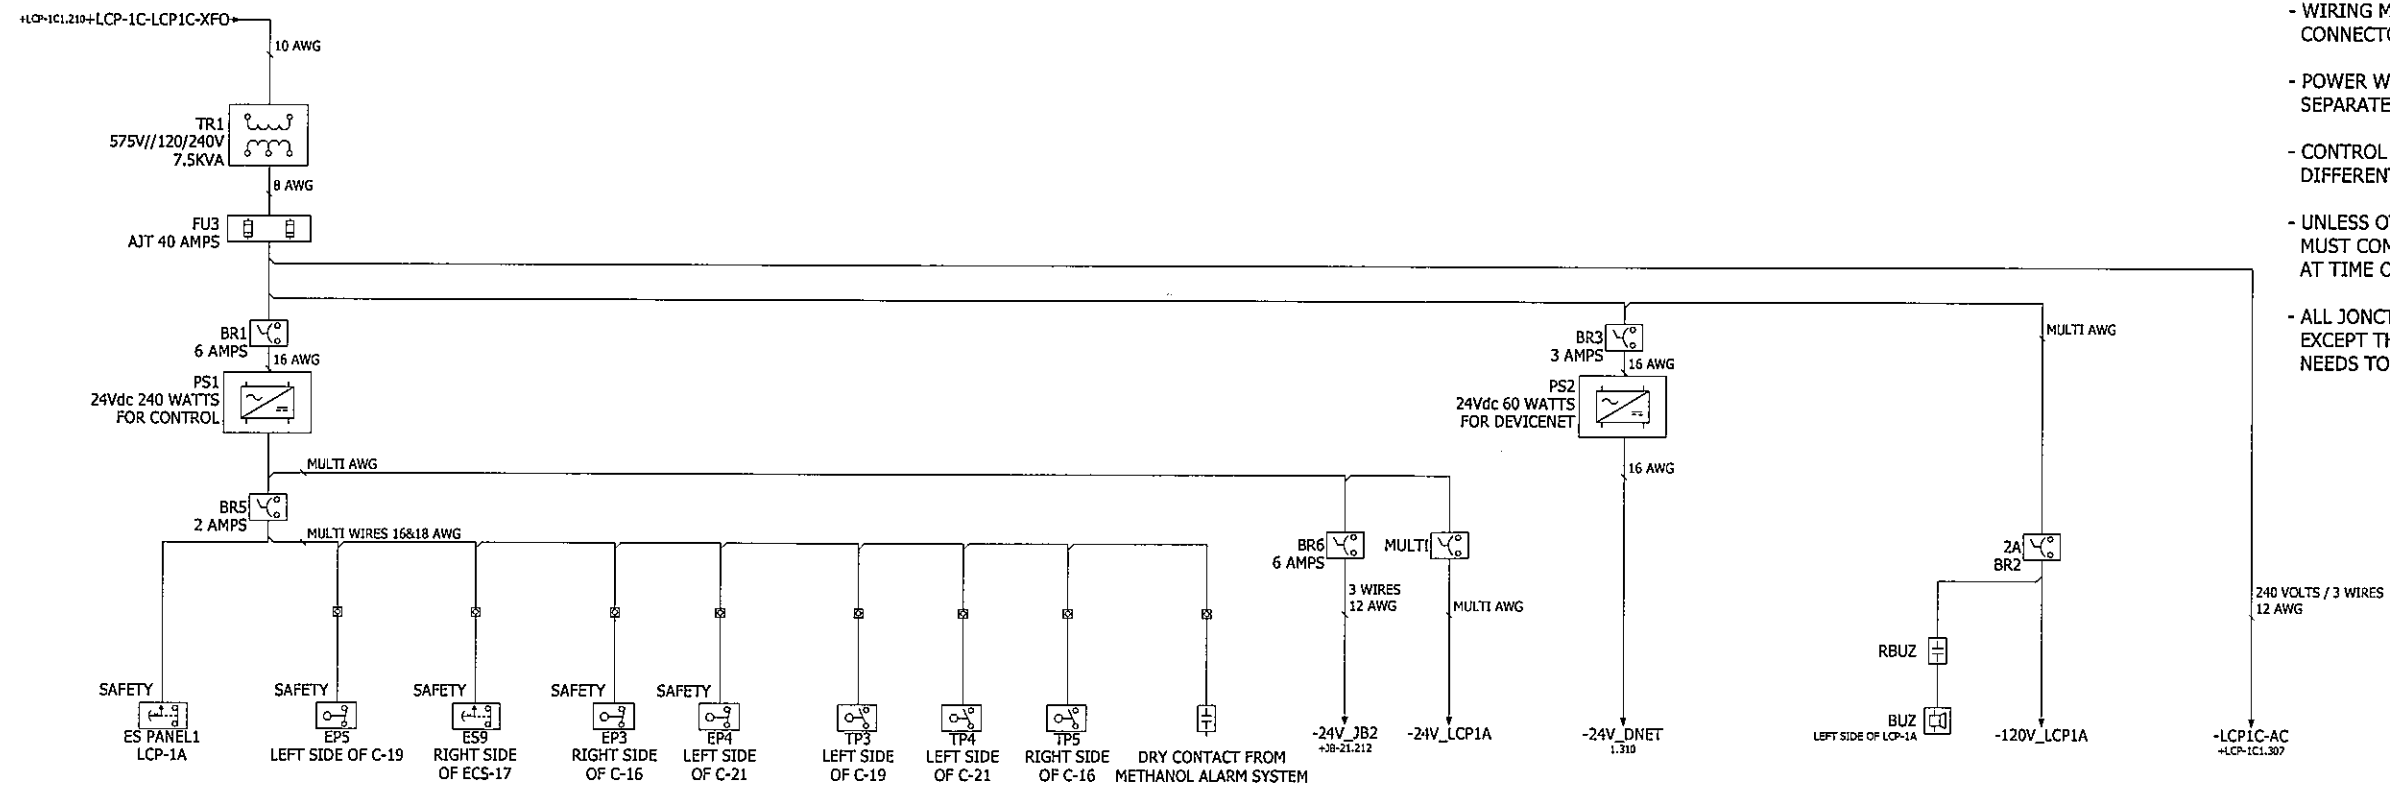 +LCP-1C1.210+LCP-1C-LCP1C-XFO
10 AWG
TR1
575V//120/240V
7.5KVA
8 AWG
FU3
AJT 40 AMPS
BR1
6 AMPS
16 AWG
PS1
24Vdc 240 WATTS
FOR CONTROL
MULTI AWG
BR5
2 AMPS
MULTI WIRES 16&18 AWG
BR3
3 AMPS
16 AWG
PS2
24Vdc 60 WATTS
FOR DEVICENET
16 AWG
MULTI AWG
BR6
6 AMPS
MULTI
3 WIRES
12 AWG
MULTI AWG
2A
BR2
240 VOLTS / 3 WIRES
12 AWG
RBUZ
BUZ
LEFT SIDE OF LCP-1A
SAFETY
ES PANEL1
LCP-1A
SAFETY
EP5
LEFT SIDE OF C-19
SAFETY
ES9
RIGHT SIDE
OF ECS-17
SAFETY
EP3
RIGHT SIDE
OF C-16
SAFETY
EP4
LEFT SIDE
OF C-21
TP3
LEFT SIDE
OF C-19
TP4
LEFT SIDE
OF C-21
TP5
RIGHT SIDE
OF C-16
DRY CONTACT FROM
METHANOL ALARM SYSTEM
-24V_JB2
+JB-21.212
-24V_LCP1A
-24V_DNET
1.310
-120V_LCP1A
-LCP1C-AC
+LCP-1C1.307
- WIRING M
CONNECTO
- POWER W
SEPARATE
- CONTROL
DIFFERENT
- UNLESS OT
MUST COM
AT TIME O
- ALL JONCT
EXCEPT TH
NEEDS TO